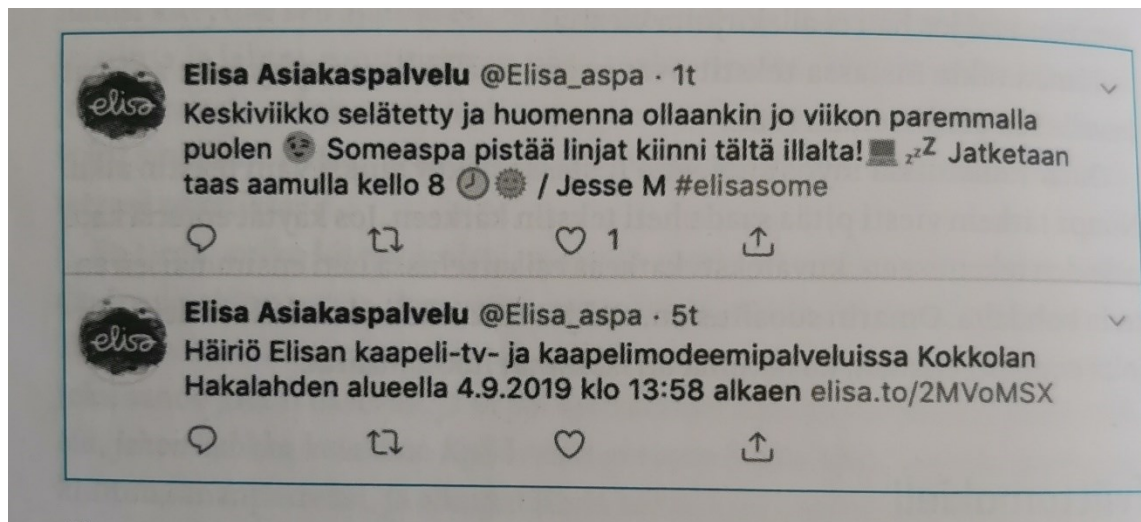 Elisa Asiakaspalvelu @Elisa_aspa · 1t
Keskiviikko selätetty ja huomenna ollaankin jo viikon paremmalla
puolen 😉 Someaspa pistää linjat kiinni tältä illalta! 💻 zzZ Jatketaan
taas aamulla kello 8 🕗🌞 / Jesse M #elisasome
1
elisa
Elisa Asiakaspalvelu @Elisa_aspa · 5t
Häiriö Elisan kaapeli-tv- ja kaapelimodeemipalveluissa Kokkolan
Hakalahden alueella 4.9.2019 klo 13:58 alkaen elisa.to/2MVoMSX
elisa